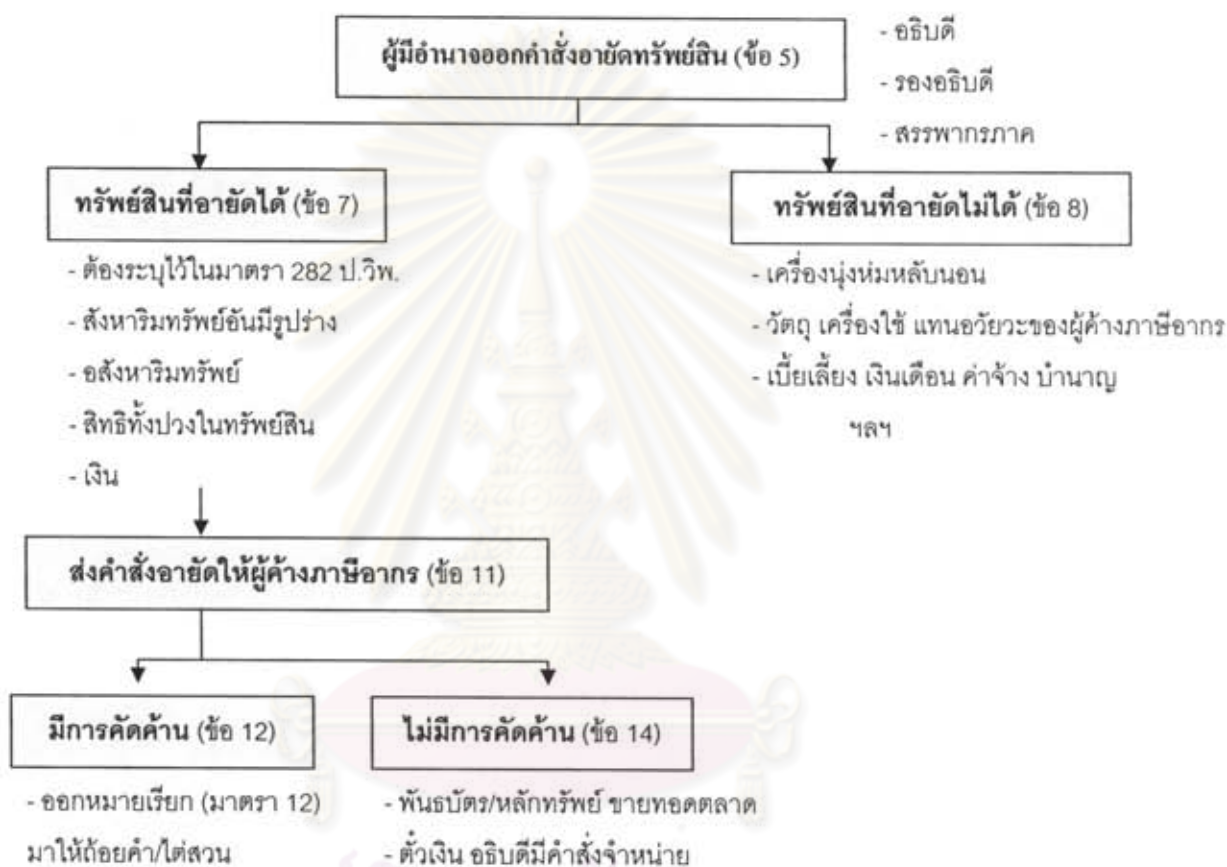 ผู้มีอำนาจออกคำสั่งอายัดทรัพย์สิน (ข้อ 5)
- อธิบดี
- รองอธิบดี
- สรรพากรภาค
ทรัพย์สินที่อายัดได้ (ข้อ 7)
- ต้องระบุไว้ในมาตรา 282 ป.วิพ.
- สังหาริมทรัพย์อันมีรูปร่าง
- อสังหาริมทรัพย์
- สิทธิทั้งปวงในทรัพย์สิน
- เงิน
ทรัพย์สินที่อายัดไม่ได้ (ข้อ 8)
- เครื่องนุ่งห่มหลับนอน
- วัตถุ เครื่องใช้ แทนอวัยวะของผู้ค้างภาษีอากร
- เบี้ยเลี้ยง เงินเดือน ค่าจ้าง บำนาญ
ฯลฯ
ส่งคำสั่งอายัดให้ผู้ค้างภาษีอากร (ข้อ 11)
มีการคัดค้าน (ข้อ 12)
- ออกหมายเรียก (มาตรา 12)
มาให้ถ้อยคำ/ไต่สวน
ไม่มีการคัดค้าน (ข้อ 14)
- พันธบัตร/หลักทรัพย์ ขายทอดตลาด
- ตั๋วเงิน อธิบดีมีคำสั่งจำหน่าย